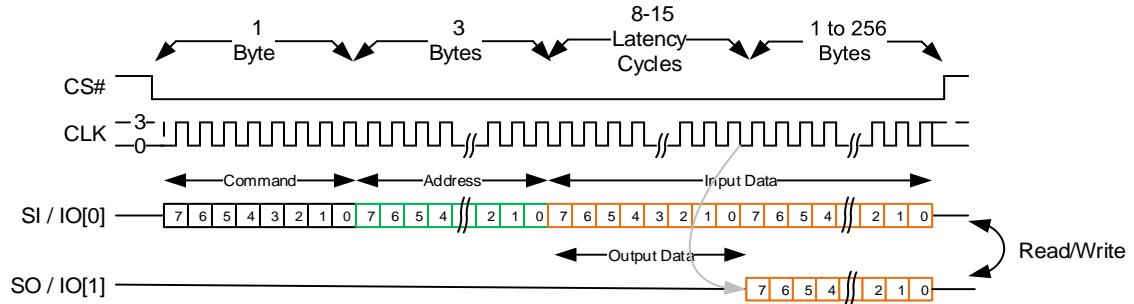 1 Byte
3 Bytes
8-15 Latency Cycles
1 to 256 Bytes
CS#
CLK
3
0
Command
Address
Input Data
SI / IO[0]
7 6 5 4 3 2 1 0 7 6 5 4 2 1 0 7 6 5 4 3 2 1 0 7 6 5 4 2 1 0
Output Data
Read/Write
SO / IO[1]
7 6 5 4 2 1 0